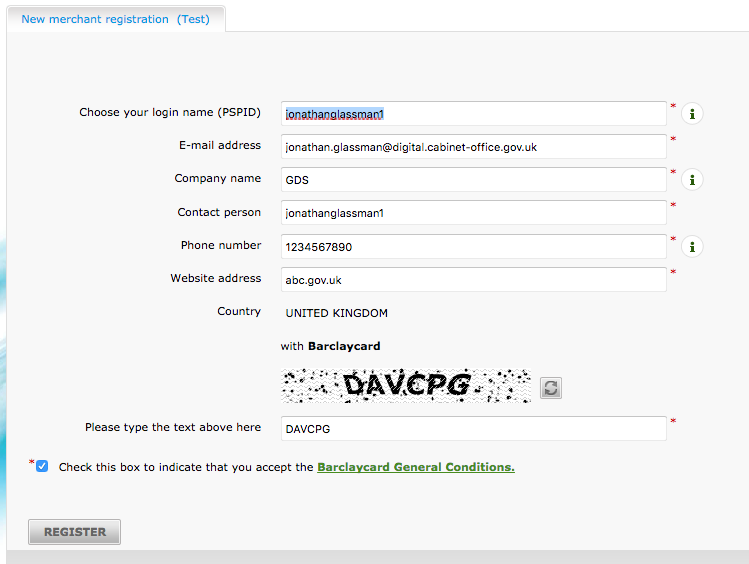 New merchant registration (Test)
Choose your login name (PSPID) jonathanglassman1 * i
E-mail address jonathan.glassman@digital.cabinet-office.gov.uk *
Company name GDS * i
Contact person jonathanglassman1 *
Phone number 1234567890 * i
Website address abc.gov.uk *
Country UNITED KINGDOM
with Barclaycard
DAVCPG
Please type the text above here DAVCPG *
* Check this box to indicate that you accept the Barclaycard General Conditions.
REGISTER